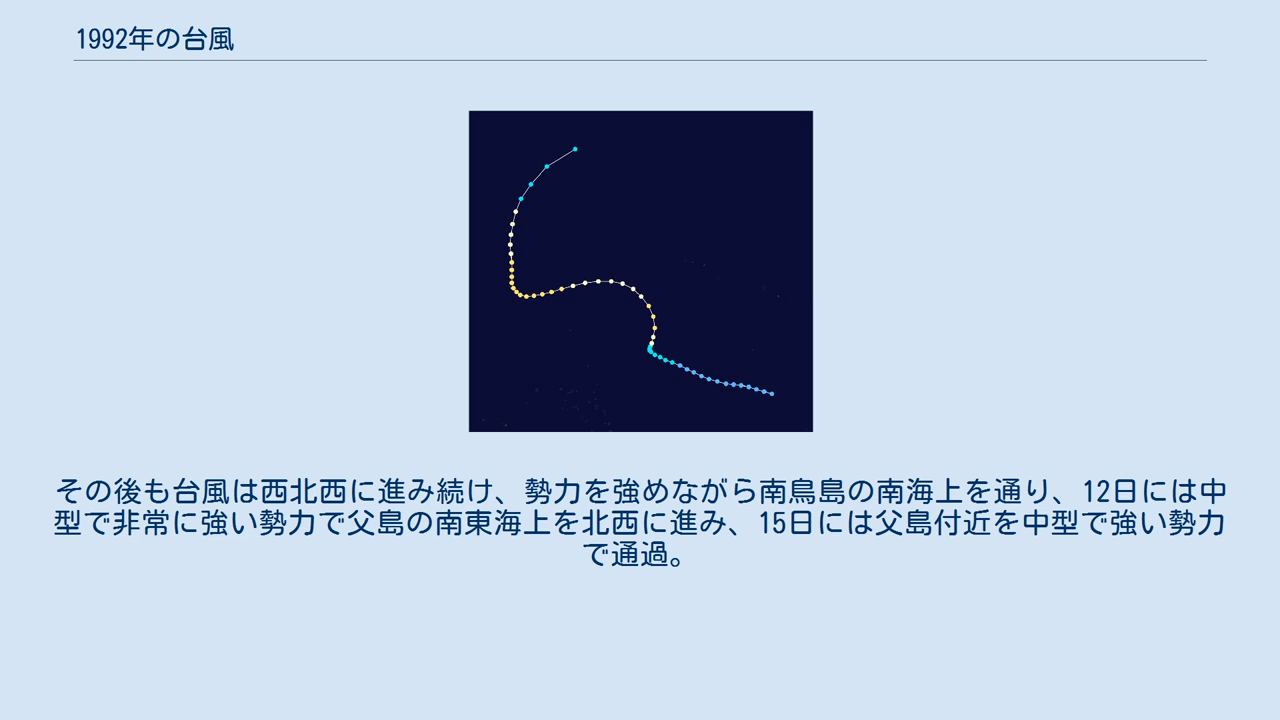 1992年の台風
その後も台風は西北西に進み続け、勢力を強めながら南鳥島の南海上を通り、12日には中
型で非常に強い勢力で父島の南東海上を北西に進み、15日には父島付近を中型で強い勢力
で通過。